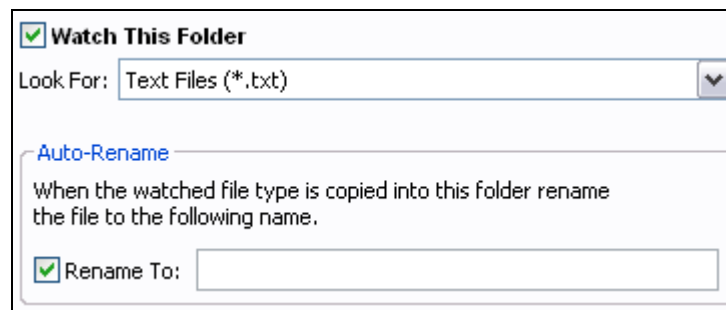 Watch This Folder
Look For: Text Files (*.txt)
Auto-Rename
When the watched file type is copied into this folder rename
the file to the following name.
Rename To: